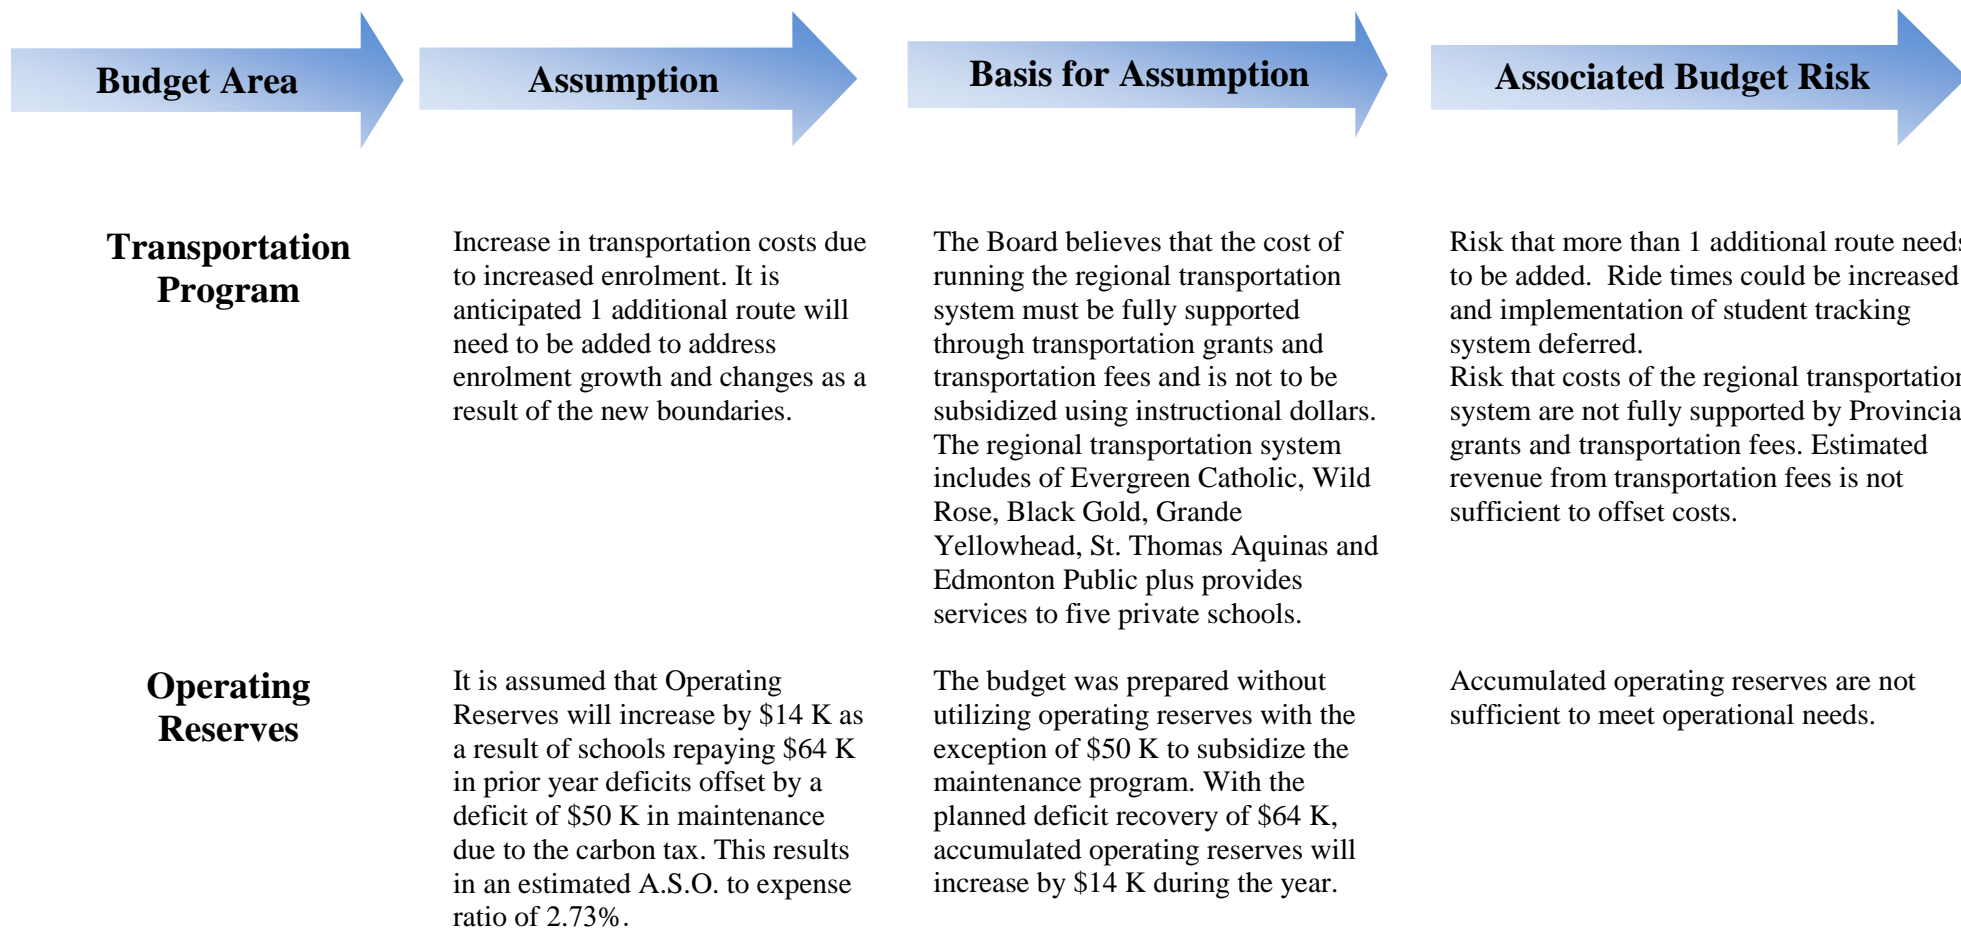 Budget Area
Assumption
Basis for Assumption
Associated Budget Risk
Transportation
Program
Increase in transportation costs due
to increased enrolment. It is
anticipated 1 additional route will
need to be added to address
enrolment growth and changes as a
result of the new boundaries.
The Board believes that the cost of
running the regional transportation
system must be fully supported
through transportation grants and
transportation fees and is not to be
subsidized using instructional dollars.
The regional transportation system
includes of Evergreen Catholic, Wild
Rose, Black Gold, Grande
Yellowhead, St. Thomas Aquinas and
Edmonton Public plus provides
services to five private schools.
Risk that more than 1 additional route needs
to be added.  Ride times could be increased
and implementation of student tracking
system deferred.
Risk that costs of the regional transportation
system are not fully supported by Provincia
grants and transportation fees. Estimated
revenue from transportation fees is not
sufficient to offset costs.
Operating
Reserves
It is assumed that Operating
Reserves will increase by $14 K as
a result of schools repaying $64 K
in prior year deficits offset by a
deficit of $50 K in maintenance
due to the carbon tax. This results
in an estimated A.S.O. to expense
ratio of 2.73%.
The budget was prepared without
utilizing operating reserves with the
exception of $50 K to subsidize the
maintenance program. With the
planned deficit recovery of $64 K,
accumulated operating reserves will
increase by $14 K during the year.
Accumulated operating reserves are not
sufficient to meet operational needs.